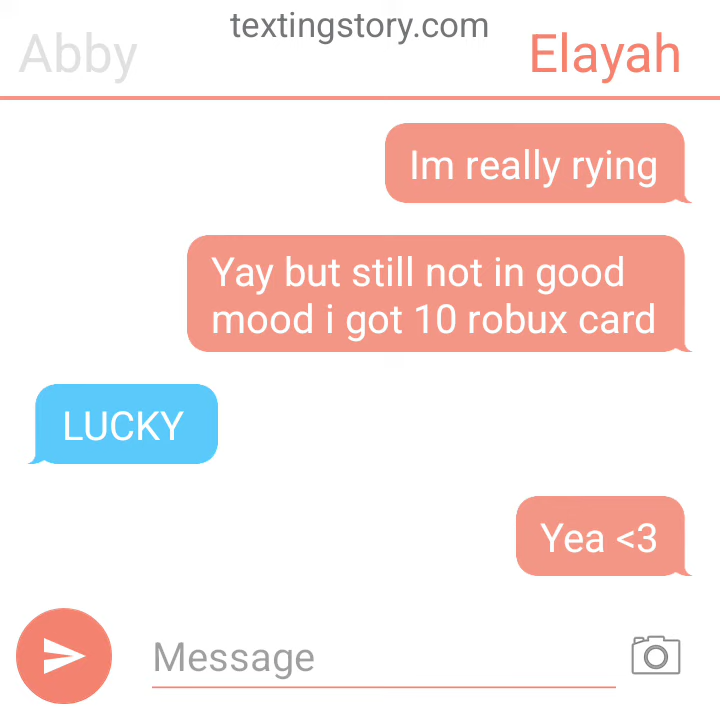 textingstory.com
Abby
Elayah
Im really rying
Yay but still not in good
mood i got 10 robux card
LUCKY
Yea <3
Message